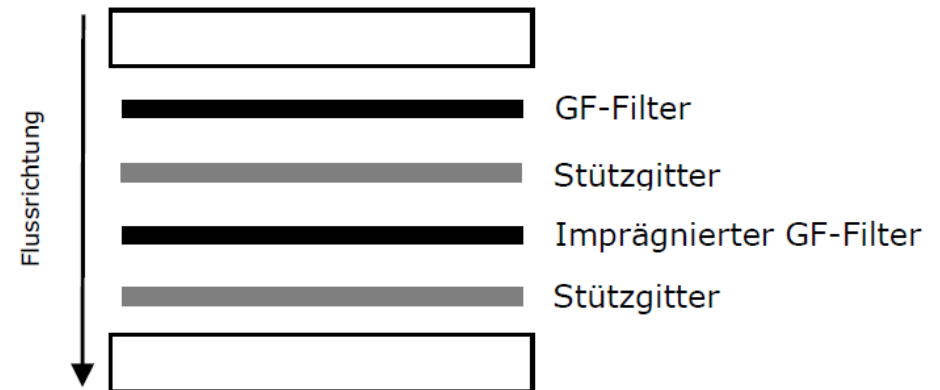 Flussrichtung
GF-Filter
Stützgitter
Imprägnierter GF-Filter
Stützgitter